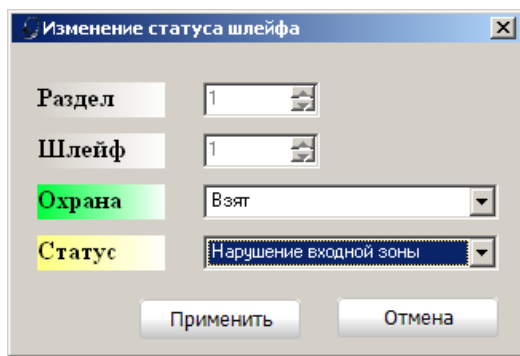 Изменение статуса шлейфа
Раздел 1
Шлейф 1
Охрана Взят
Статус Нарушение входной зоны
Применить Отмена